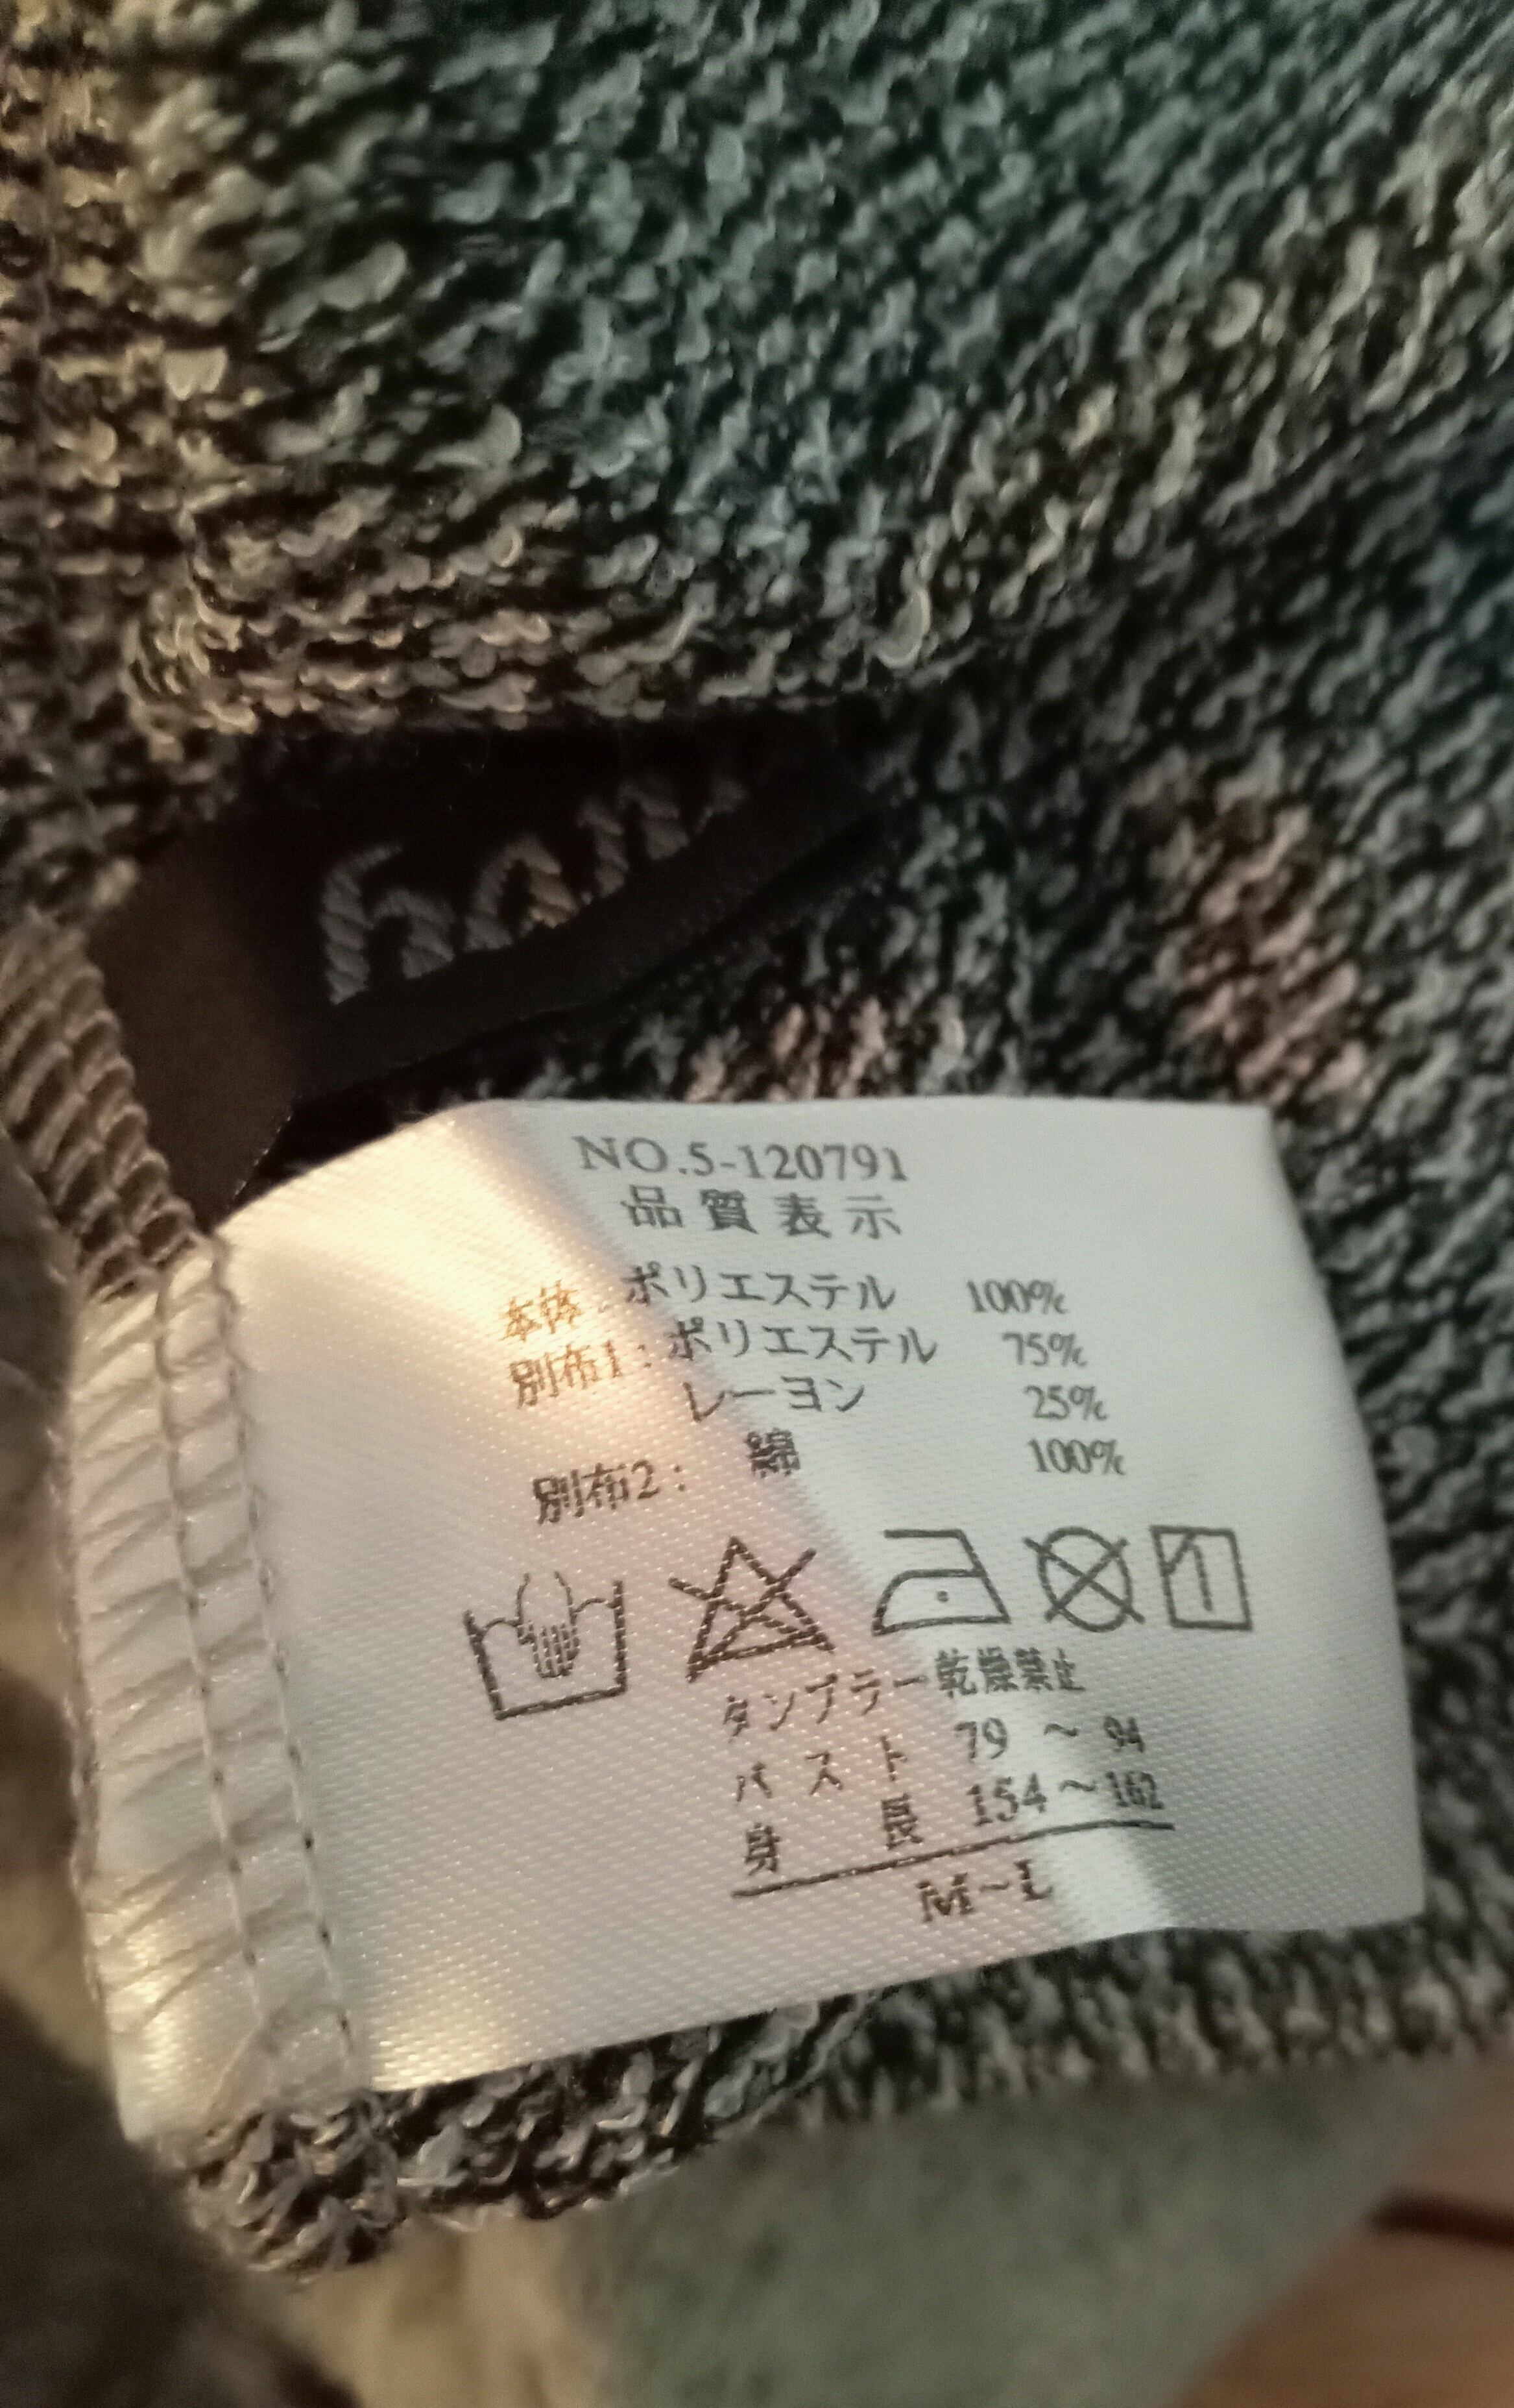 NO.5-120791
品質表示
本体：ポリエステル 100%
別布1：ポリエステル 75%
レーヨン 25%
別布2： 綿 100%
タンブラー乾燥禁止
バスト 79 ～ 94
身長 154～162
M～L